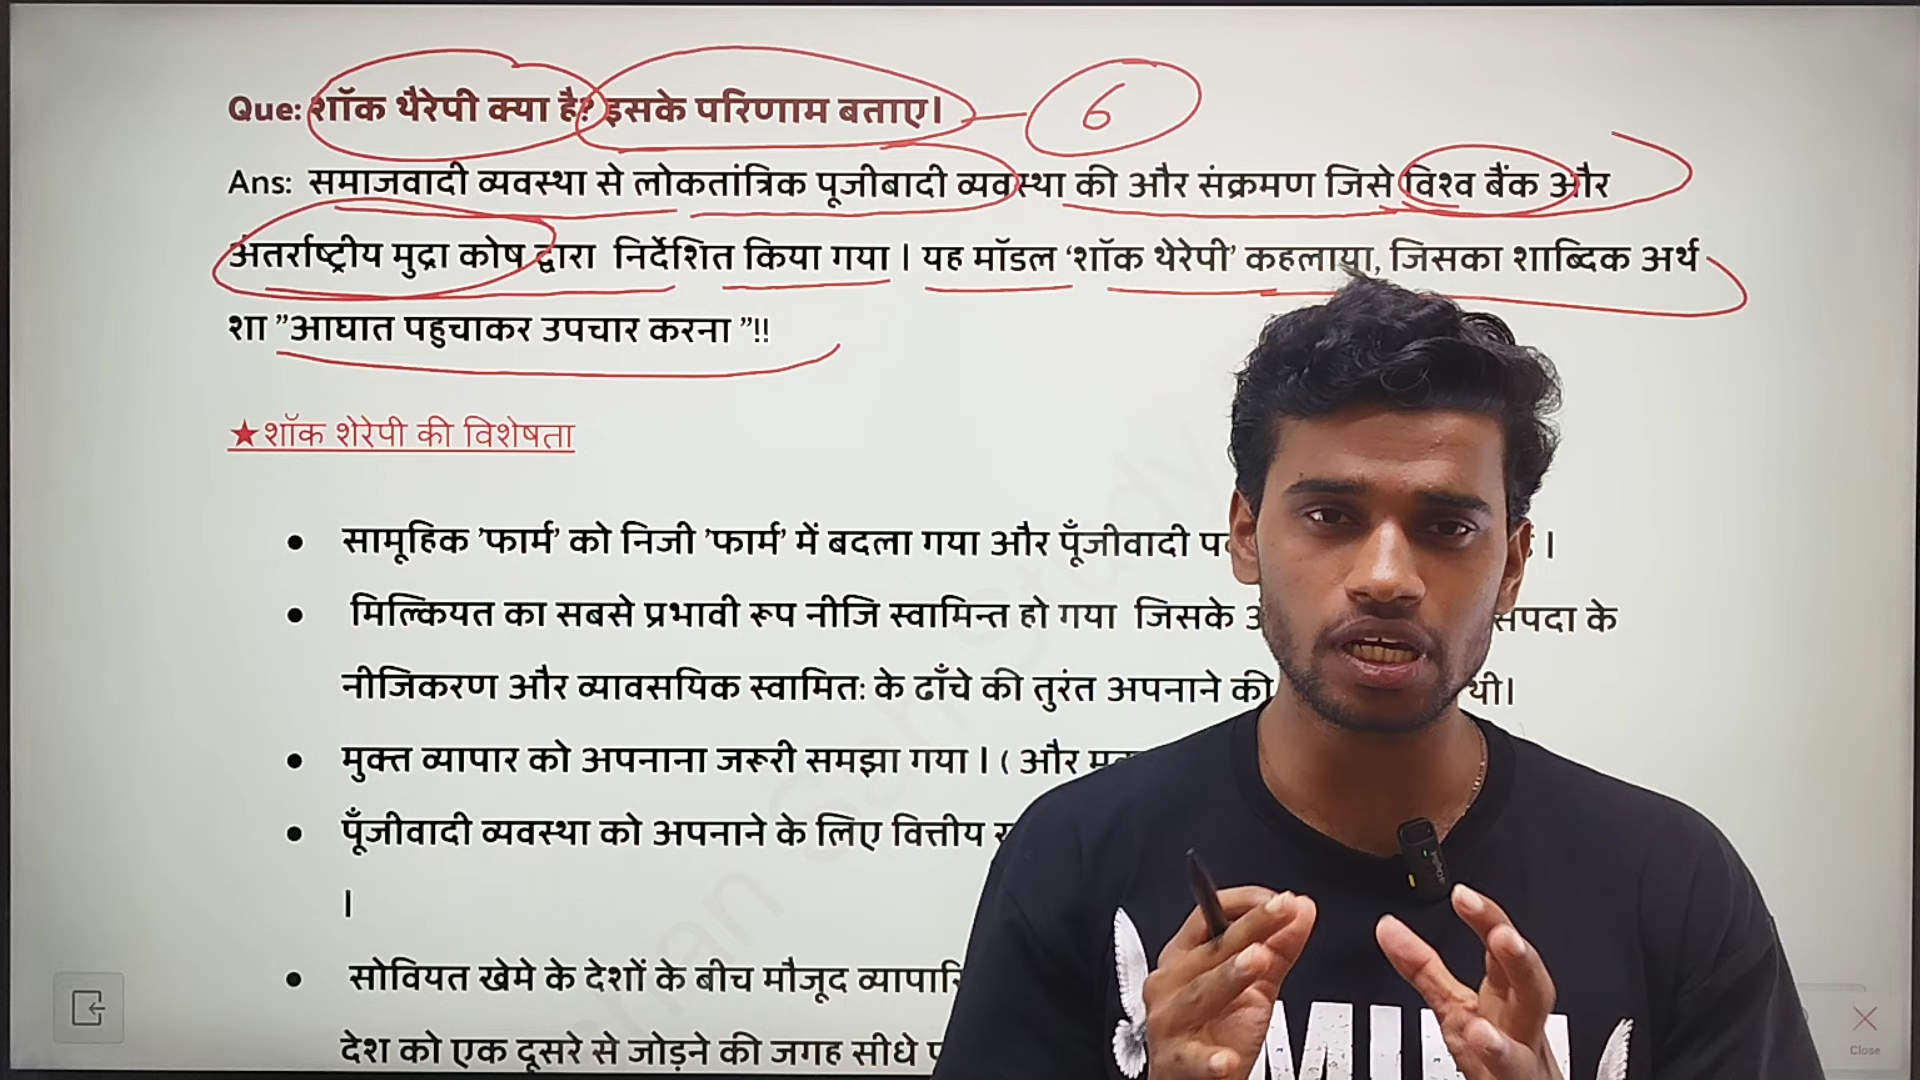 Que: शॉक थैरेपी क्या है? इसके परिणाम बताए। 6
Ans: समाजवादी व्यवस्था से लोकतांत्रिक पूजीबादी व्यवस्था की और संक्रमण जिसे विश्व बैंक और
अंतर्राष्ट्रीय मुद्रा कोष द्वारा निर्देशित किया गया । यह मॉडल ‘शॉक थेरेपी’ कहलाया, जिसका शाब्दिक अर्थ
शा ”आघात पहुचाकर उपचार करना ”!!
★शॉक शेरेपी की विशेषता
● सामूहिक ’फार्म’ को निजी ’फार्म’ में बदला गया और पूँजीवादी ।
● मिल्कियत का सबसे प्रभावी रूप नीजि स्वामिन्त हो गया जिसके सपदा के
नीजिकरण और व्यावसयिक स्वामितः के ढाँचे की तुरंत अपनाने की थी।
● मुक्त व्यापार को अपनाना जरूरी समझा गया । ( और
● पूँजीवादी व्यवस्था को अपनाने के लिए वित्तीय
।
● सोवियत खेमे के देशों के बीच मौजूद
देश को एक दूसरे से जोड़ने की जगह सीधे
Close